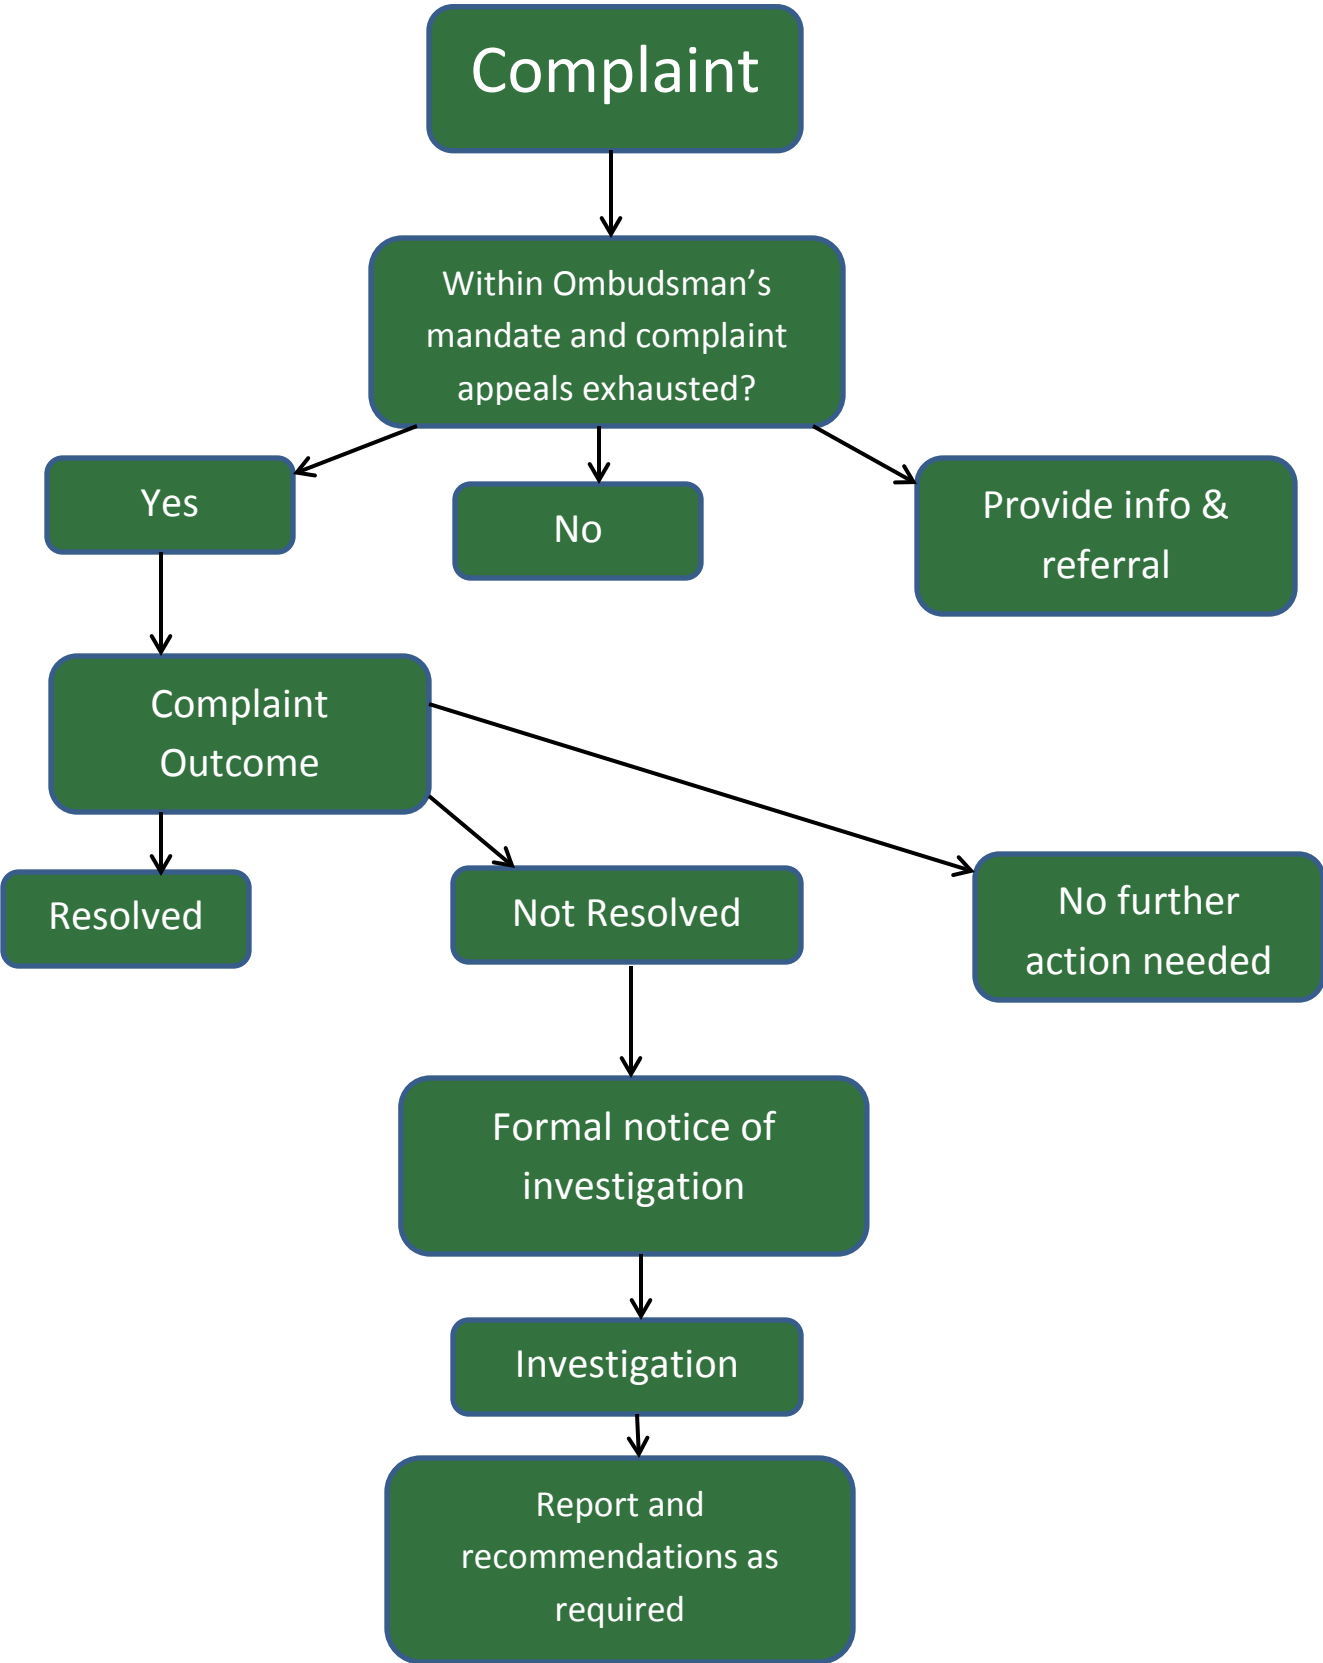 Complaint
Within Ombudsman’s
mandate and complaint
appeals exhausted?
Yes
No
Provide info &
referral
Complaint
Outcome
Resolved
Not Resolved
No further
action needed
Formal notice of
investigation
Investigation
Report and
recommendations as
required